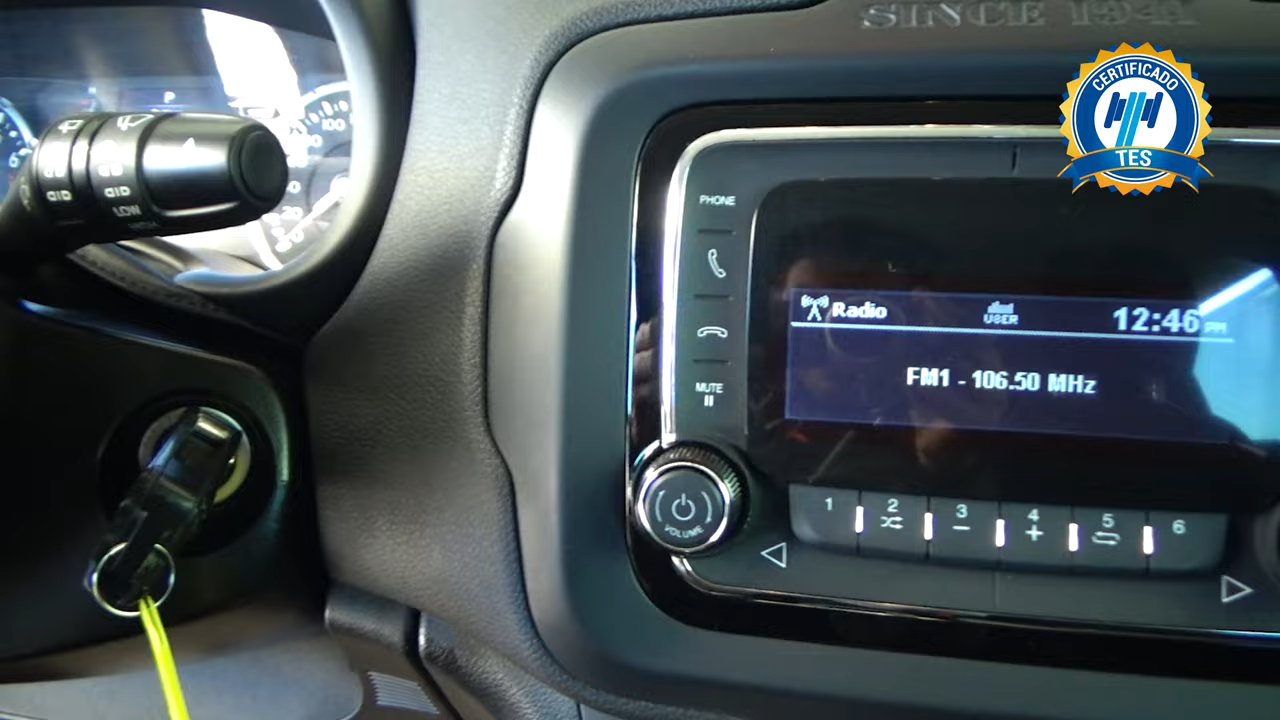 SINCE 1941
CERTIFICADO
TES
P
100
LOW
PHONE
Radio
USER
12:46 PM
FM1 - 106.50 MHz
MUTE
VOLUME
1 2 3 4 5 6